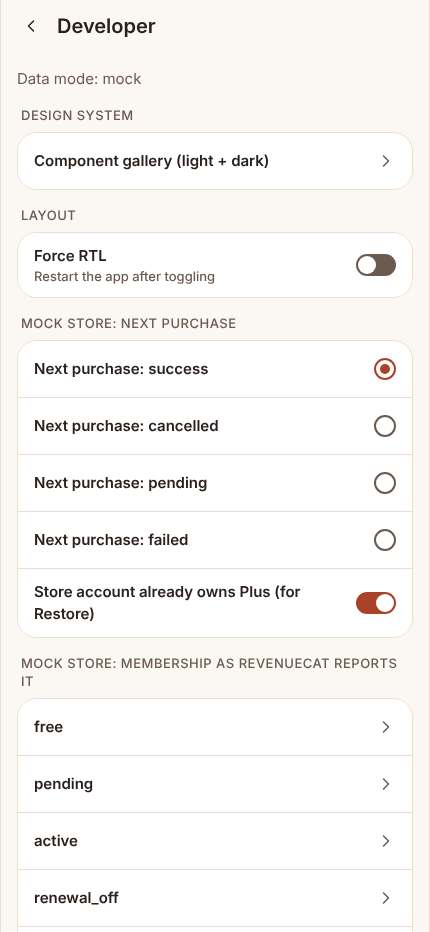 Developer
Data mode: mock
DESIGN SYSTEM
Component gallery (light + dark)
LAYOUT
Force RTL
Restart the app after toggling
MOCK STORE: NEXT PURCHASE
Next purchase: success
Next purchase: cancelled
Next purchase: pending
Next purchase: failed
Store account already owns Plus (for
Restore)
MOCK STORE: MEMBERSHIP AS REVENUECAT REPORTS
IT
free
pending
active
renewal_off